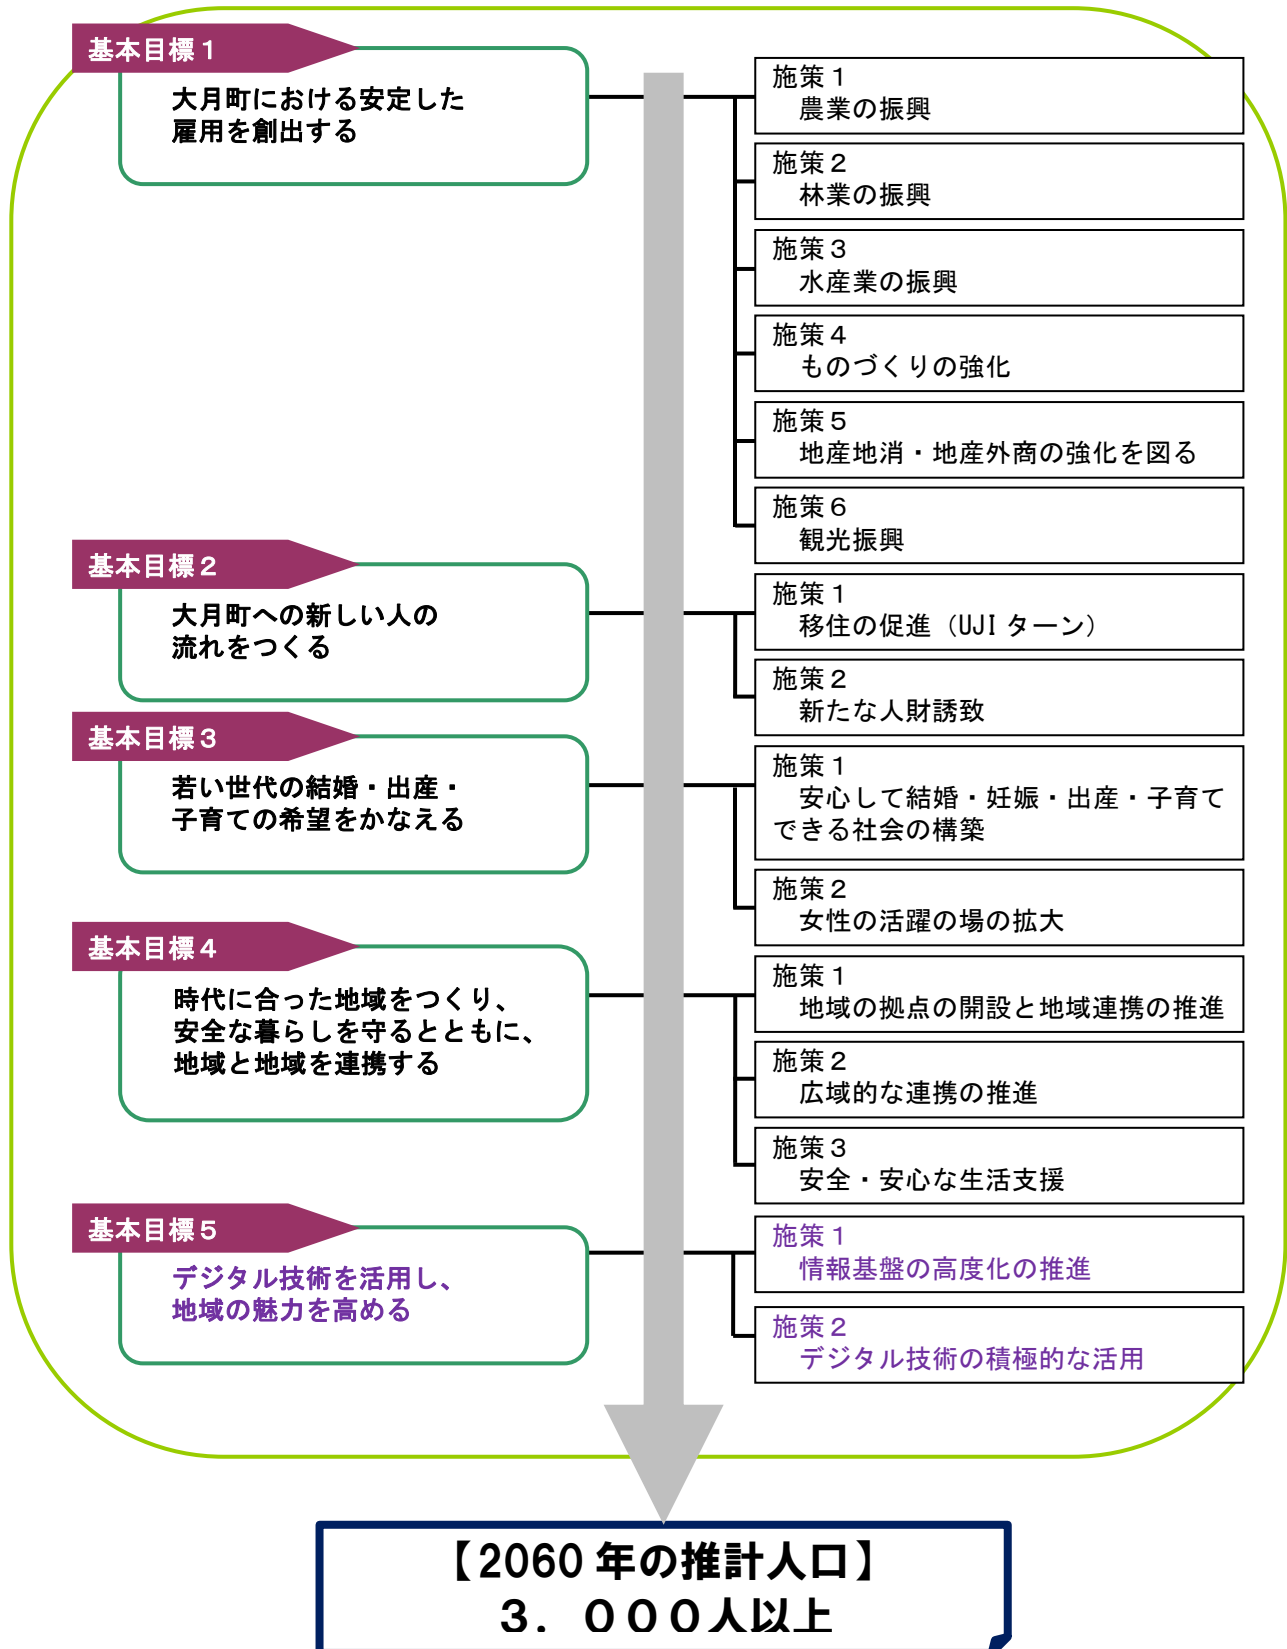 基本目標１
大月町における安定した
雇用を創出する
施策１
農業の振興
施策２
林業の振興
施策３
水産業の振興
施策４
ものづくりの強化
施策５
地産地消・地産外商の強化を図る
施策６
観光振興
基本目標２
大月町への新しい人の
流れをつくる
施策１
移住の促進（UJI ターン）
施策２
新たな人財誘致
基本目標３
若い世代の結婚・出産・
子育ての希望をかなえる
施策１
安心して結婚・妊娠・出産・子育て
できる社会の構築
施策２
女性の活躍の場の拡大
基本目標４
時代に合った地域をつくり、
安全な暮らしを守るとともに、
地域と地域を連携する
施策１
地域の拠点の開設と地域連携の推進
施策２
広域的な連携の推進
施策３
安全・安心な生活支援
基本目標５
デジタル技術を活用し、
地域の魅力を高める
施策１
情報基盤の高度化の推進
施策２
デジタル技術の積極的な活用
【2060 年の推計人口】
３．０００人以上